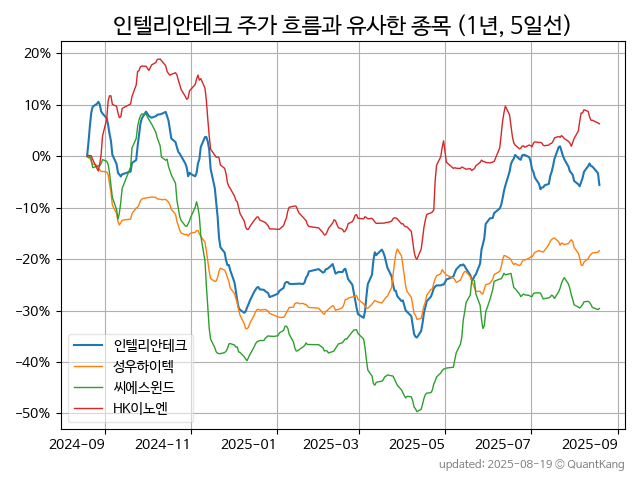 인텔리안테크 주가 흐름과 유사한 종목 (1년, 5일선)
20%
10%
0%
−10%
−20%
−30%
−40%
−50%
인텔리안테크
성우하이텍
씨에스윈드
HK이노엔
2024−09
2024−11
2025−01
2025−03
2025−05
2025−07
2025−09
updated: 2025-08-19 © QuantKang